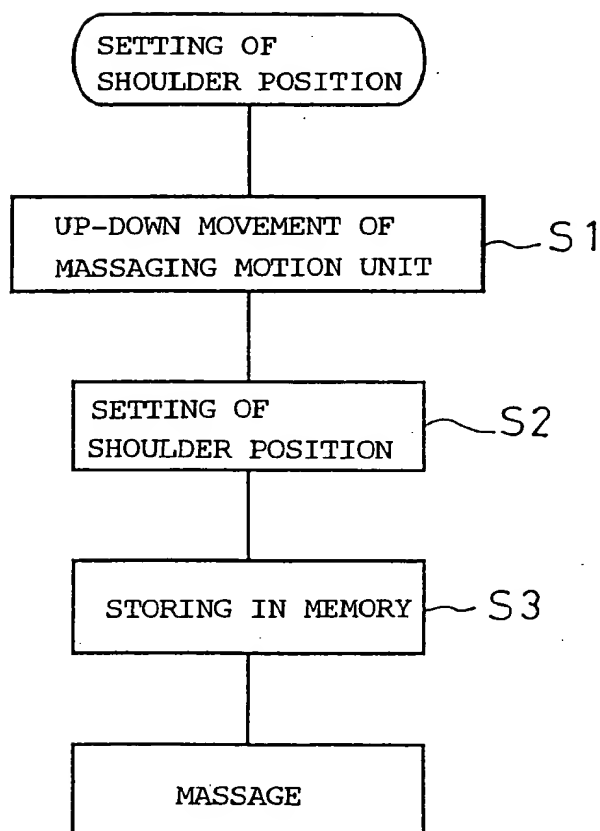 SETTING OF
SHOULDER POSITION
UP-DOWN MOVEMENT OF
MASSAGING MOTION UNIT
S1
SETTING OF
SHOULDER POSITION
S2
STORING IN MEMORY
S3
MASSAGE